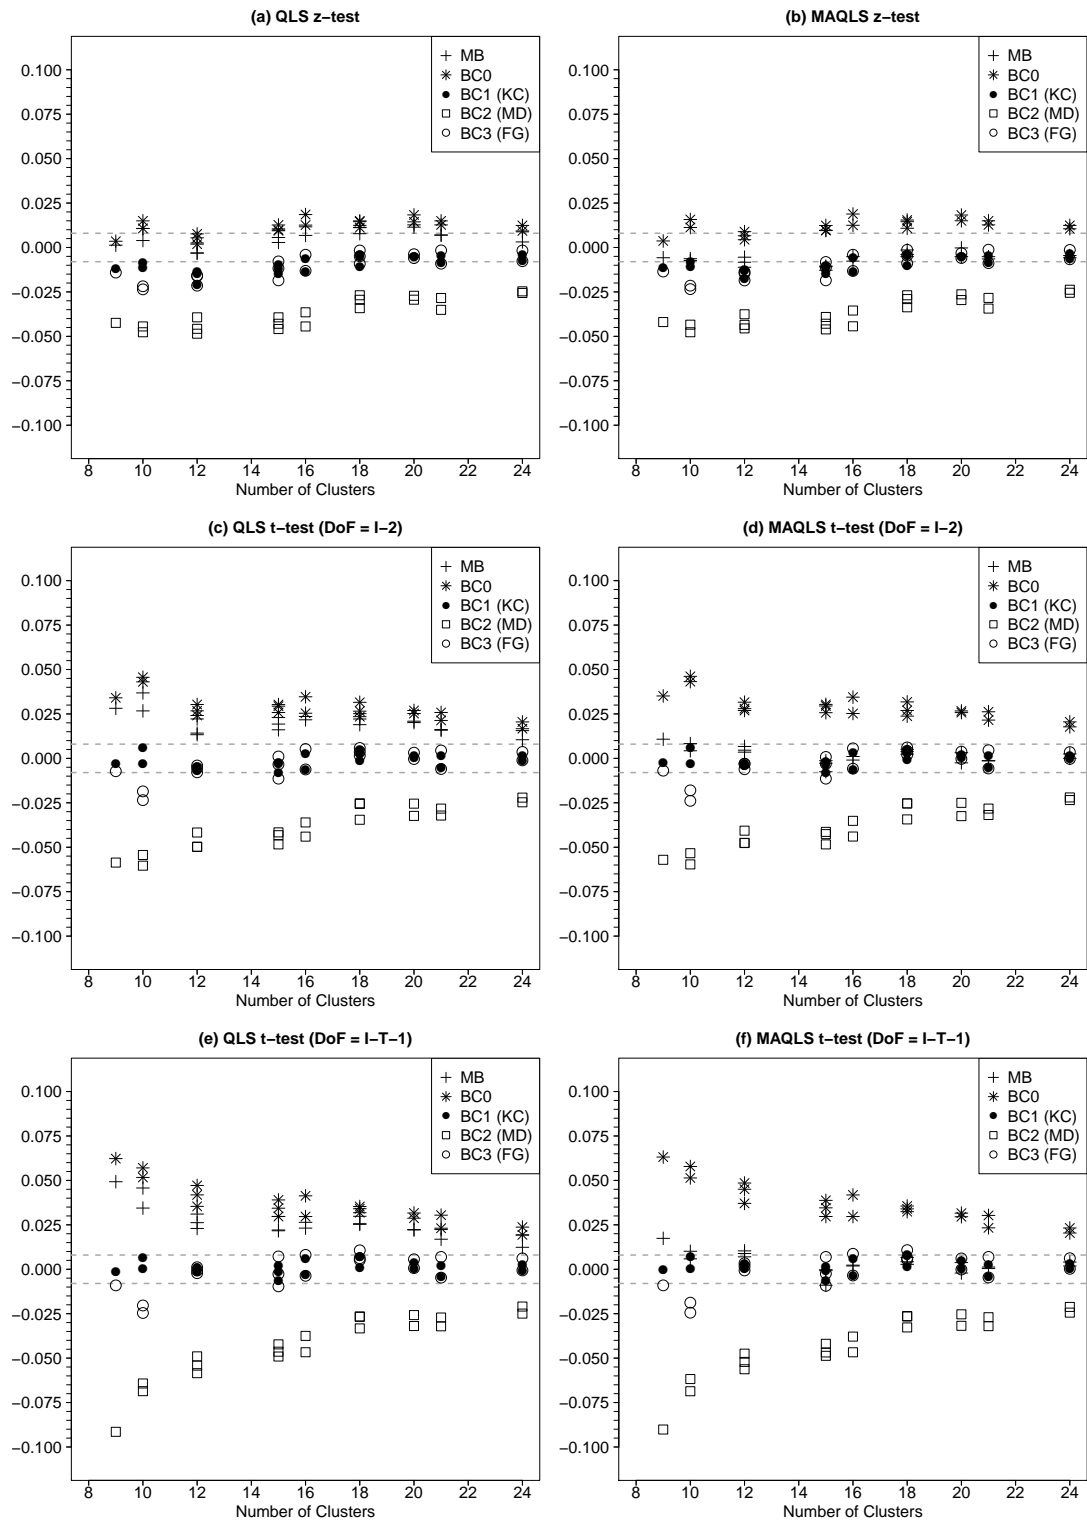 (a) QLS z−test
MB
BC0
BC1 (KC)
BC2 (MD)
BC3 (FG)
0.100
0.075
0.050
0.025
0.000
−0.025
−0.050
−0.075
−0.100
8 10 12 14 16 18 20 22 24
Number of Clusters
(b) MAQLS z−test
MB
BC0
BC1 (KC)
BC2 (MD)
BC3 (FG)
0.100
0.075
0.050
0.025
0.000
−0.025
−0.050
−0.075
−0.100
8 10 12 14 16 18 20 22 24
Number of Clusters
(c) QLS t−test (DoF = I−2)
MB
BC0
BC1 (KC)
BC2 (MD)
BC3 (FG)
0.100
0.075
0.050
0.025
0.000
−0.025
−0.050
−0.075
−0.100
8 10 12 14 16 18 20 22 24
Number of Clusters
(d) MAQLS t−test (DoF = I−2)
MB
BC0
BC1 (KC)
BC2 (MD)
BC3 (FG)
0.100
0.075
0.050
0.025
0.000
−0.025
−0.050
−0.075
−0.100
8 10 12 14 16 18 20 22 24
Number of Clusters
(e) QLS t−test (DoF = I−T−1)
MB
BC0
BC1 (KC)
BC2 (MD)
BC3 (FG)
0.100
0.075
0.050
0.025
0.000
−0.025
−0.050
−0.075
−0.100
8 10 12 14 16 18 20 22 24
Number of Clusters
(f) MAQLS t−test (DoF = I−T−1)
MB
BC0
BC1 (KC)
BC2 (MD)
BC3 (FG)
0.100
0.075
0.050
0.025
0.000
−0.025
−0.050
−0.075
−0.100
8 10 12 14 16 18 20 22 24
Number of Clusters